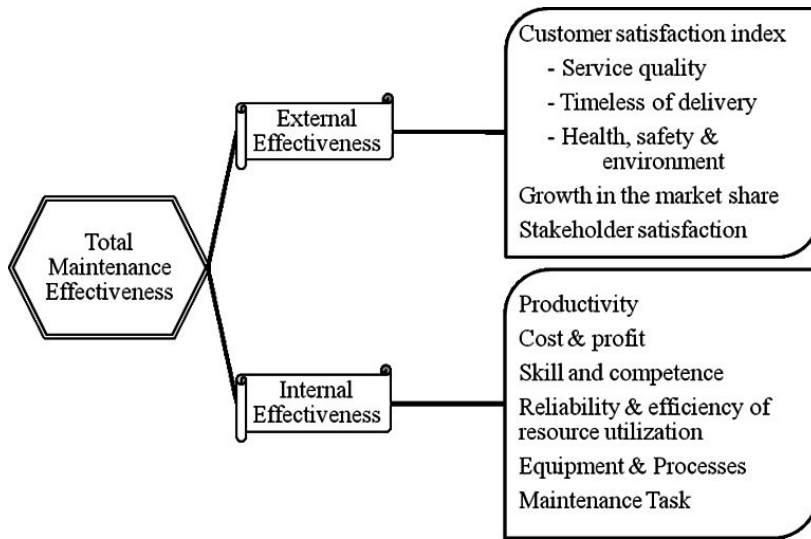 Total
Maintenance
Effectiveness
External
Effectiveness
Customer satisfaction index
- Service quality
- Timeless of delivery
- Health, safety &
environment
Growth in the market share
Stakeholder satisfaction
Internal
Effectiveness
Productivity
Cost & profit
Skill and competence
Reliability & efficiency of
resource utilization
Equipment & Processes
Maintenance Task